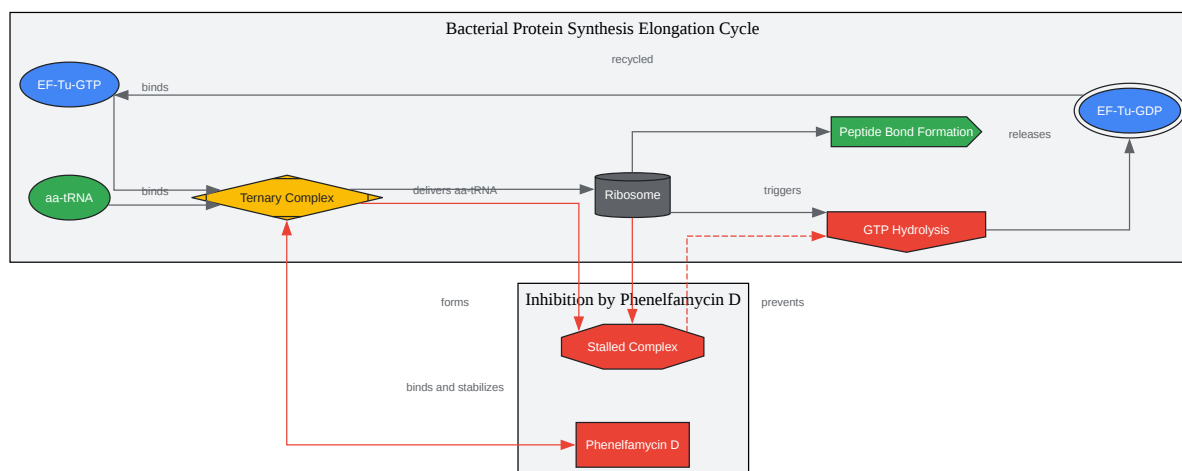 Bacterial Protein Synthesis Elongation Cycle
recycled
EF-Tu-GTP
binds
EF-Tu-GDP
Peptide Bond Formation
releases
aa-tRNA
binds
Ternary Complex
delivers aa-tRNA
Ribosome
triggers
GTP Hydrolysis
Inhibition by Phenelfamycin D
forms
prevents
Stalled Complex
binds and stabilizes
Phenelfamycin D